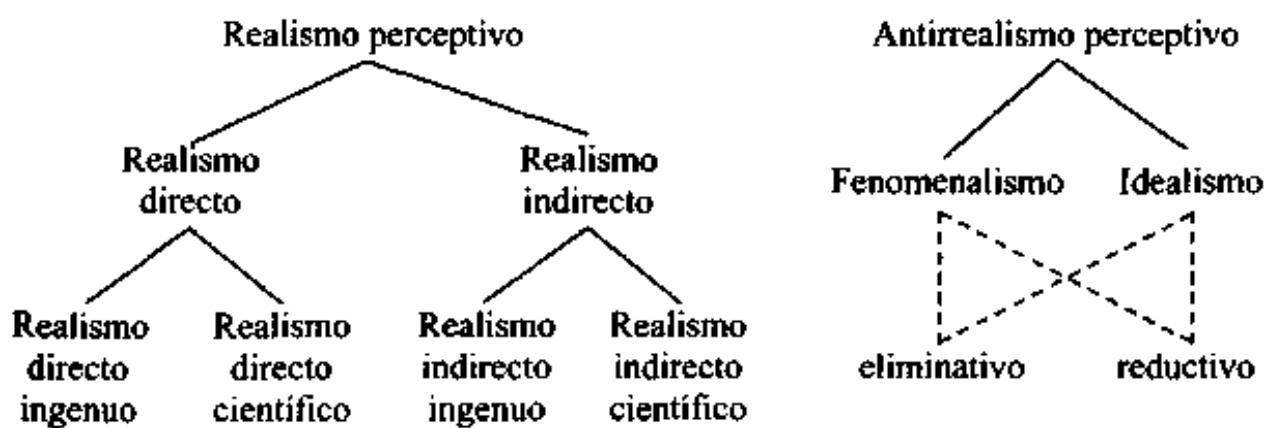 Realismo perceptivo
Antirrealismo perceptivo
Realismo
directo
Realismo
indirecto
Fenomenalismo
Idealismo
Realismo
directo
ingenuo
Realismo
directo
científico
Realismo
indirecto
ingenuo
Realismo
indirecto
científico
eliminativo
reductivo